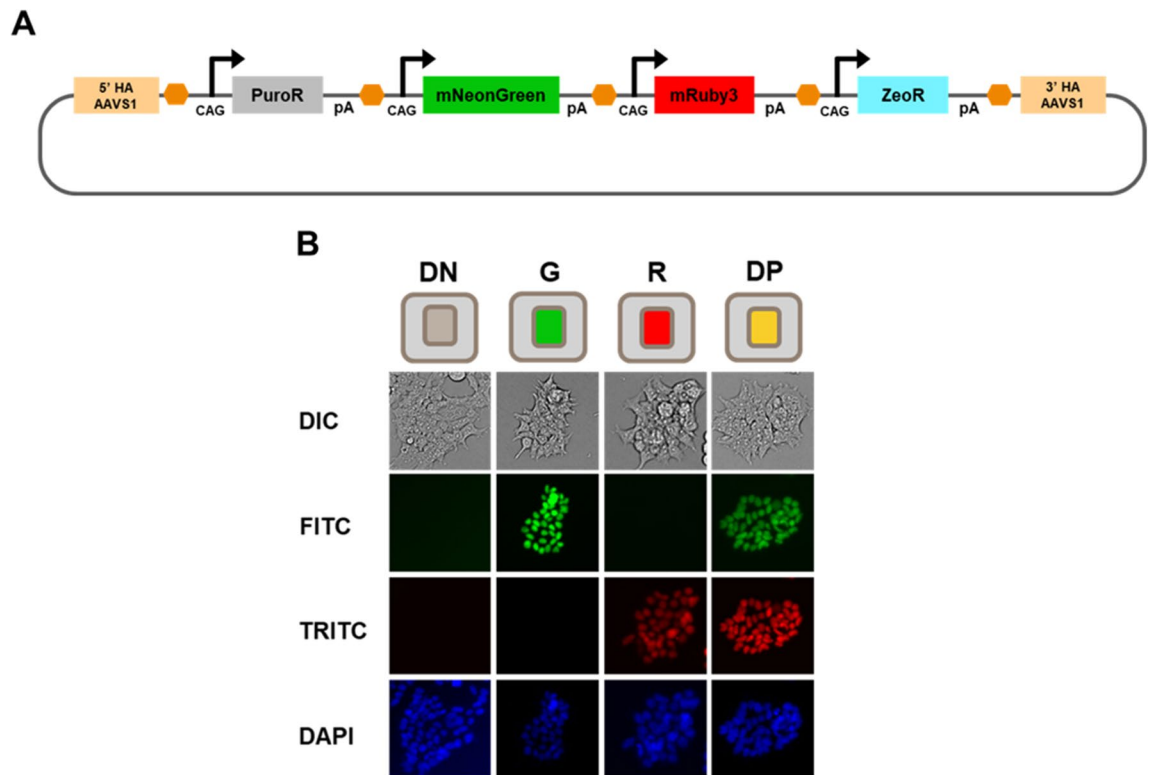 A
5' HA
AAVS1
CAG
PuroR
pA
CAG
mNeonGreen
pA
CAG
mRuby3
pA
CAG
ZeoR
pA
3' HA
AAVS1
B
DN G R DP
DIC
FITC
TRITC
DAPI